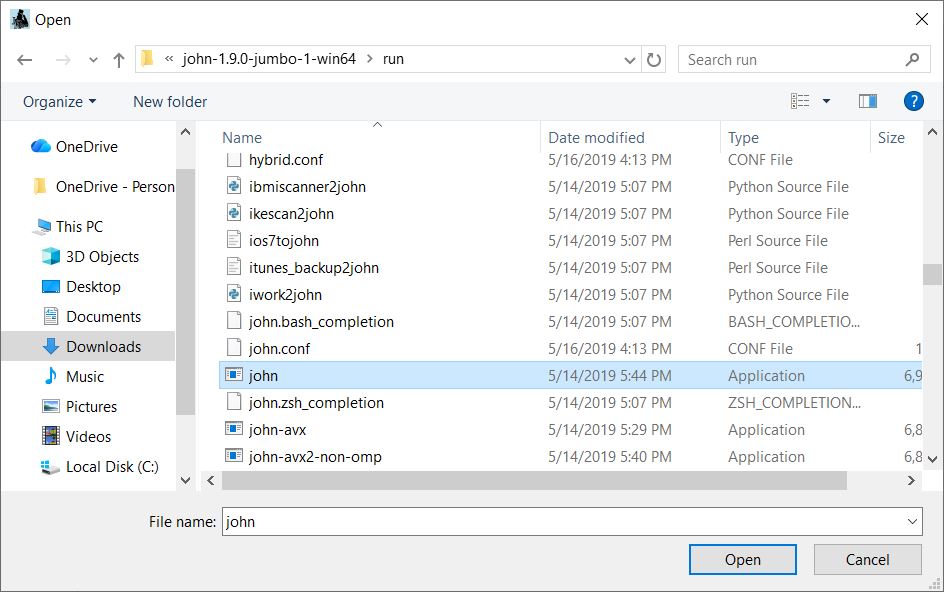 Open
« john-1.9.0-jumbo-1-win64 > run
Search run
Organize
New folder
?
Name Date modified Type Size
OneDrive
OneDrive - Person
This PC
3D Objects
Desktop
Documents
Downloads
Music
Pictures
Videos
Local Disk (C:)
hybrid.conf 5/16/2019 4:13 PM CONF File
ibmiscanner2john 5/14/2019 5:07 PM Python Source File
ikescan2john 5/14/2019 5:07 PM Python Source File
ios7tojohn 5/14/2019 5:07 PM Perl Source File
itunes_backup2john 5/14/2019 5:07 PM Perl Source File
iwork2john 5/14/2019 5:07 PM Python Source File
john.bash_completion 5/14/2019 5:07 PM BASH_COMPLETIO...
john.conf 5/16/2019 4:13 PM CONF File 1
john 5/14/2019 5:44 PM Application 6,9
john.zsh_completion 5/14/2019 5:07 PM ZSH_COMPLETION...
john-avx 5/14/2019 5:29 PM Application 6,8
john-avx2-non-omp 5/14/2019 5:40 PM Application 6,8
File name: john
Open Cancel